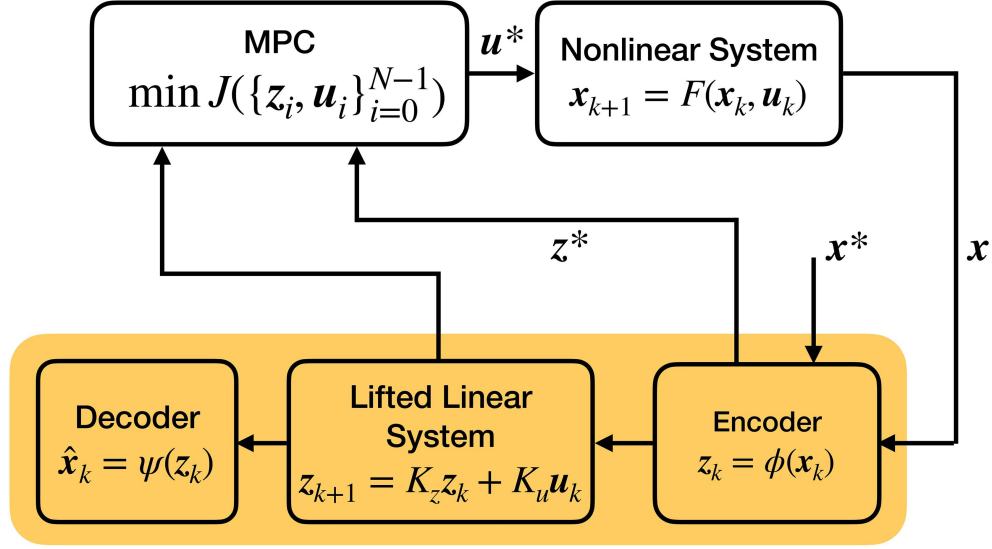 MPC
min J({z_i, u_i}_{i=0}^{N−1})
u*
Nonlinear System
x_{k+1} = F(x_k, u_k)
z*
x*
x
Decoder
x̂_k = ψ(z_k)
Lifted Linear
System
z_{k+1} = K_z z_k + K_u u_k
Encoder
z_k = ϕ(x_k)